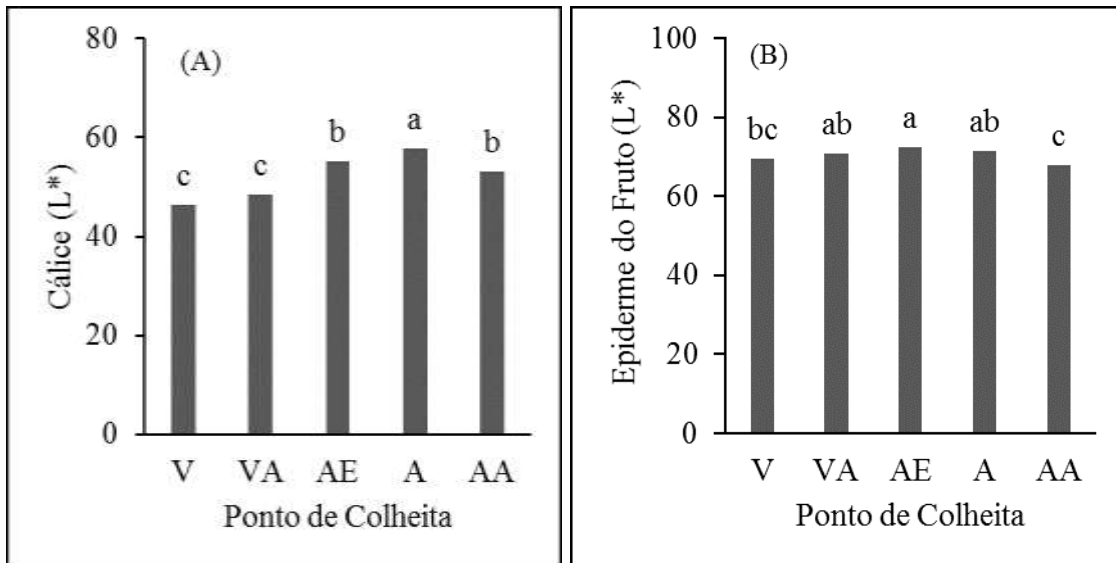 (A)
Cálice (L*)
80
60
40
20
0
c
c
b
a
b
V VA AE A AA
Ponto de Colheita
(B)
Epiderme do Fruto (L*)
100
80
60
40
20
0
bc
ab
a
ab
c
V VA AE A AA
Ponto de Colheita